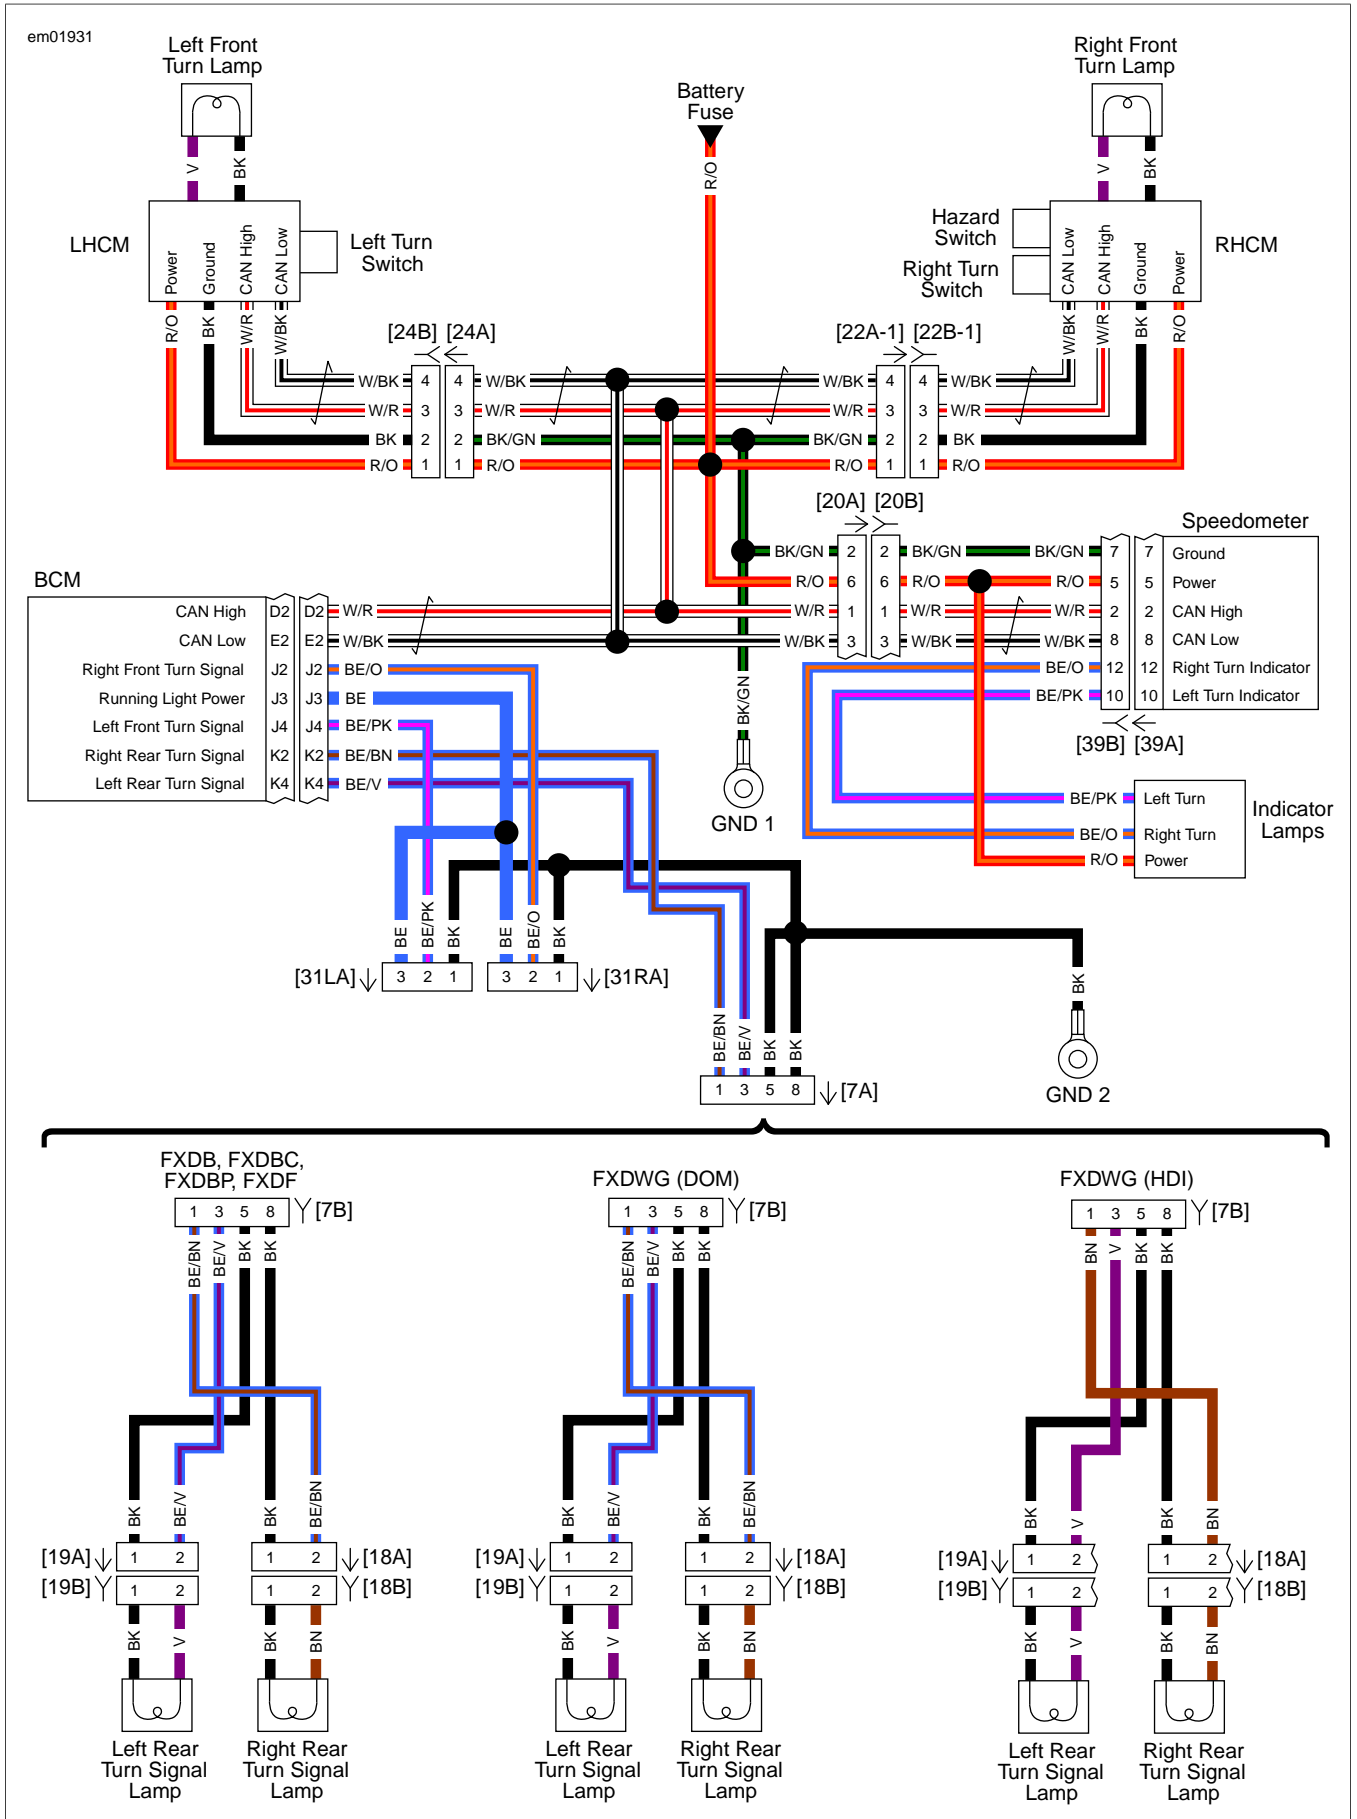 em01931
Left Front
Turn Lamp
Battery
Fuse
Right Front
Turn Lamp
V
BK
R/O
V
BK
LHCM
Power
Ground
CAN High
CAN Low
Left Turn
Switch
Hazard
Switch
Right Turn
Switch
CAN Low
CAN High
Ground
Power
RHCM
R/O
BK
W/R
W/BK
[24B] [24A]
[22A-1] [22B-1]
W/BK
W/R
BK
R/O
W/BK 4 4 W/BK W/BK 4 4 W/BK
W/R 3 3 W/R W/R 3 3 W/R
BK 2 2 BK/GN BK/GN 2 2 BK
R/O 1 1 R/O R/O 1 1 R/O
[20A] [20B]
Speedometer
BK/GN 2 2 BK/GN BK/GN 7 7 Ground
R/O 6 6 R/O R/O 5 5 Power
W/R 1 1 W/R W/R 2 2 CAN High
W/BK 3 3 W/BK W/BK 8 8 CAN Low
BE/O 12 12 Right Turn Indicator
BE/PK 10 10 Left Turn Indicator
[39B] [39A]
BCM
CAN High D2 D2 W/R
CAN Low E2 E2 W/BK
Right Front Turn Signal J2 J2 BE/O
Running Light Power J3 J3 BE
Left Front Turn Signal J4 J4 BE/PK
Right Rear Turn Signal K2 K2 BE/BN
Left Rear Turn Signal K4 K4 BE/V
BK/GN
GND 1
BE/PK Left Turn
BE/O Right Turn
R/O Power
Indicator
Lamps
BE
BE/PK
BK
BE
BE/O
BK
[31LA] 3 2 1
3 2 1 [31RA]
BE/BN
BE/V
BK
BK
BK
1 3 5 8 [7A]
GND 2
FXDB, FXDBC,
FXDBP, FXDF
1 3 5 8 [7B]
BE/BN
BE/V
BK
BK
BK
BE/V
BK
BE/BN
[19A] 1 2
1 2 [18A]
[19B] 1 2
1 2 [18B]
BK
V
BK
BN
Left Rear
Turn Signal
Lamp
Right Rear
Turn Signal
Lamp
FXDWG (DOM)
1 3 5 8 [7B]
BE/BN
BE/V
BK
BK
BK
BE/V
BK
BE/BN
[19A] 1 2
1 2 [18A]
[19B] 1 2
1 2 [18B]
BK
V
BK
BN
Left Rear
Turn Signal
Lamp
Right Rear
Turn Signal
Lamp
FXDWG (HDI)
1 3 5 8 [7B]
BN
V
BK
BK
BK
V
BK
BN
[19A] 1 2
1 2 [18A]
[19B] 1 2
1 2 [18B]
BK
V
BK
BN
Left Rear
Turn Signal
Lamp
Right Rear
Turn Signal
Lamp